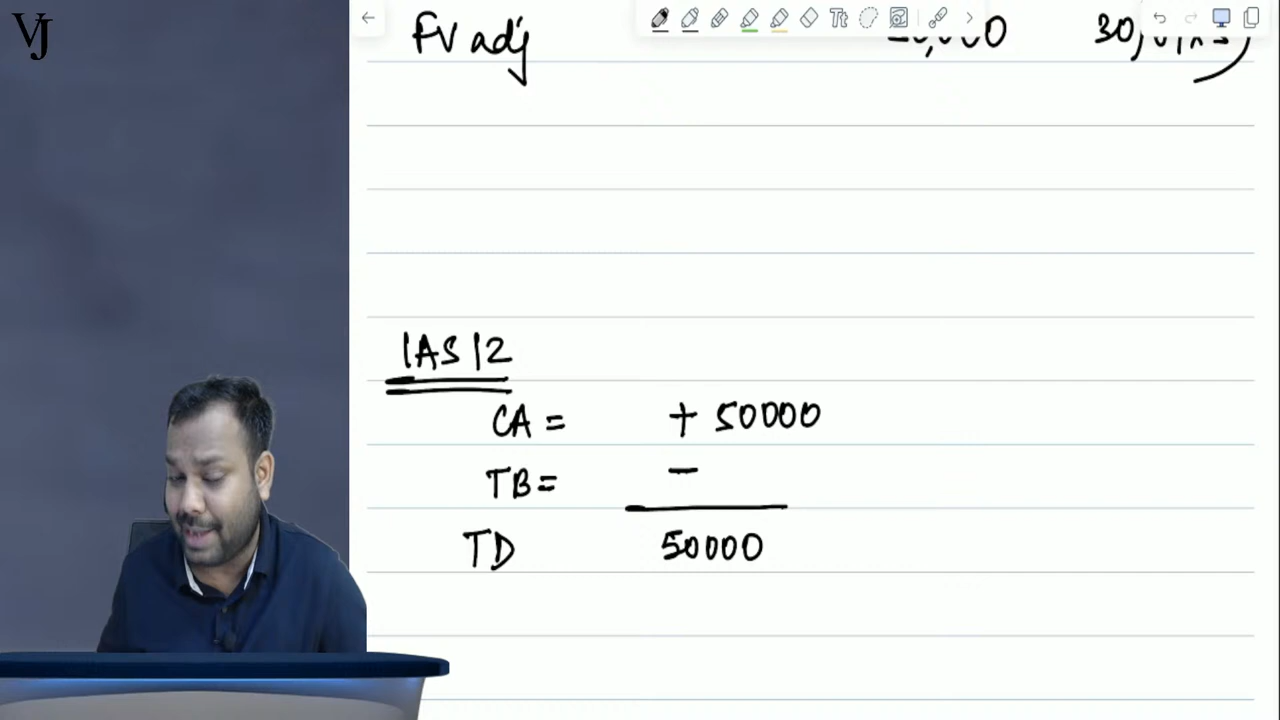 VJ
FV adj
IAS 12
CA = + 50000
TB = -
TD 50000